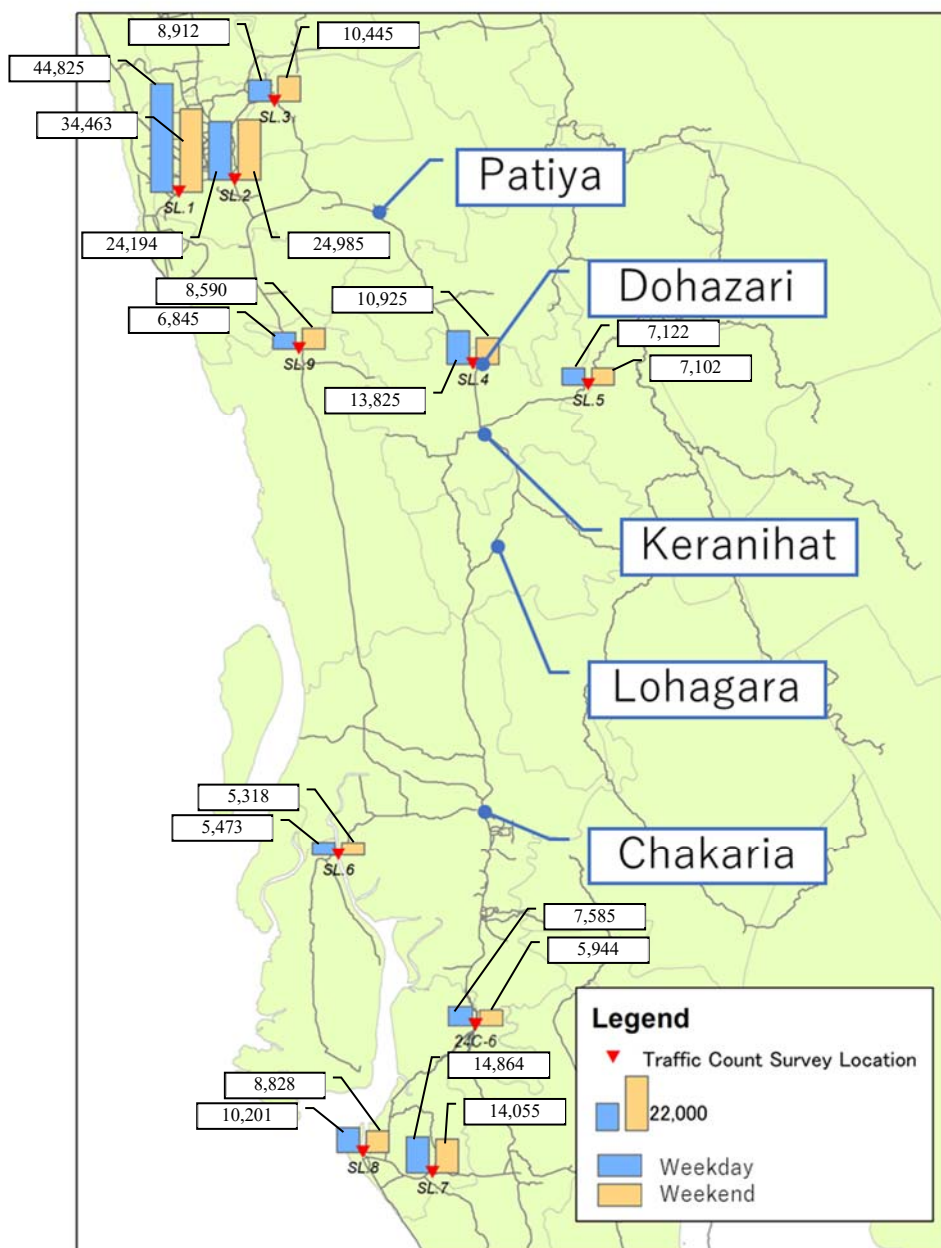 8,912
10,445
44,825
34,463
SL.3
SL.1
SL.2
24,194
24,985
Patiya
Dohazari
8,590
6,845
10,925
7,122
7,102
SL.9
SL.4
SL.5
13,825
Keranihat
Lohagara
5,318
5,473
SL.6
Chakaria
7,585
5,944
24C-6
14,864
14,055
8,828
10,201
SL.8
SL.7
Legend
Traffic Count Survey Location
22,000
Weekday
Weekend